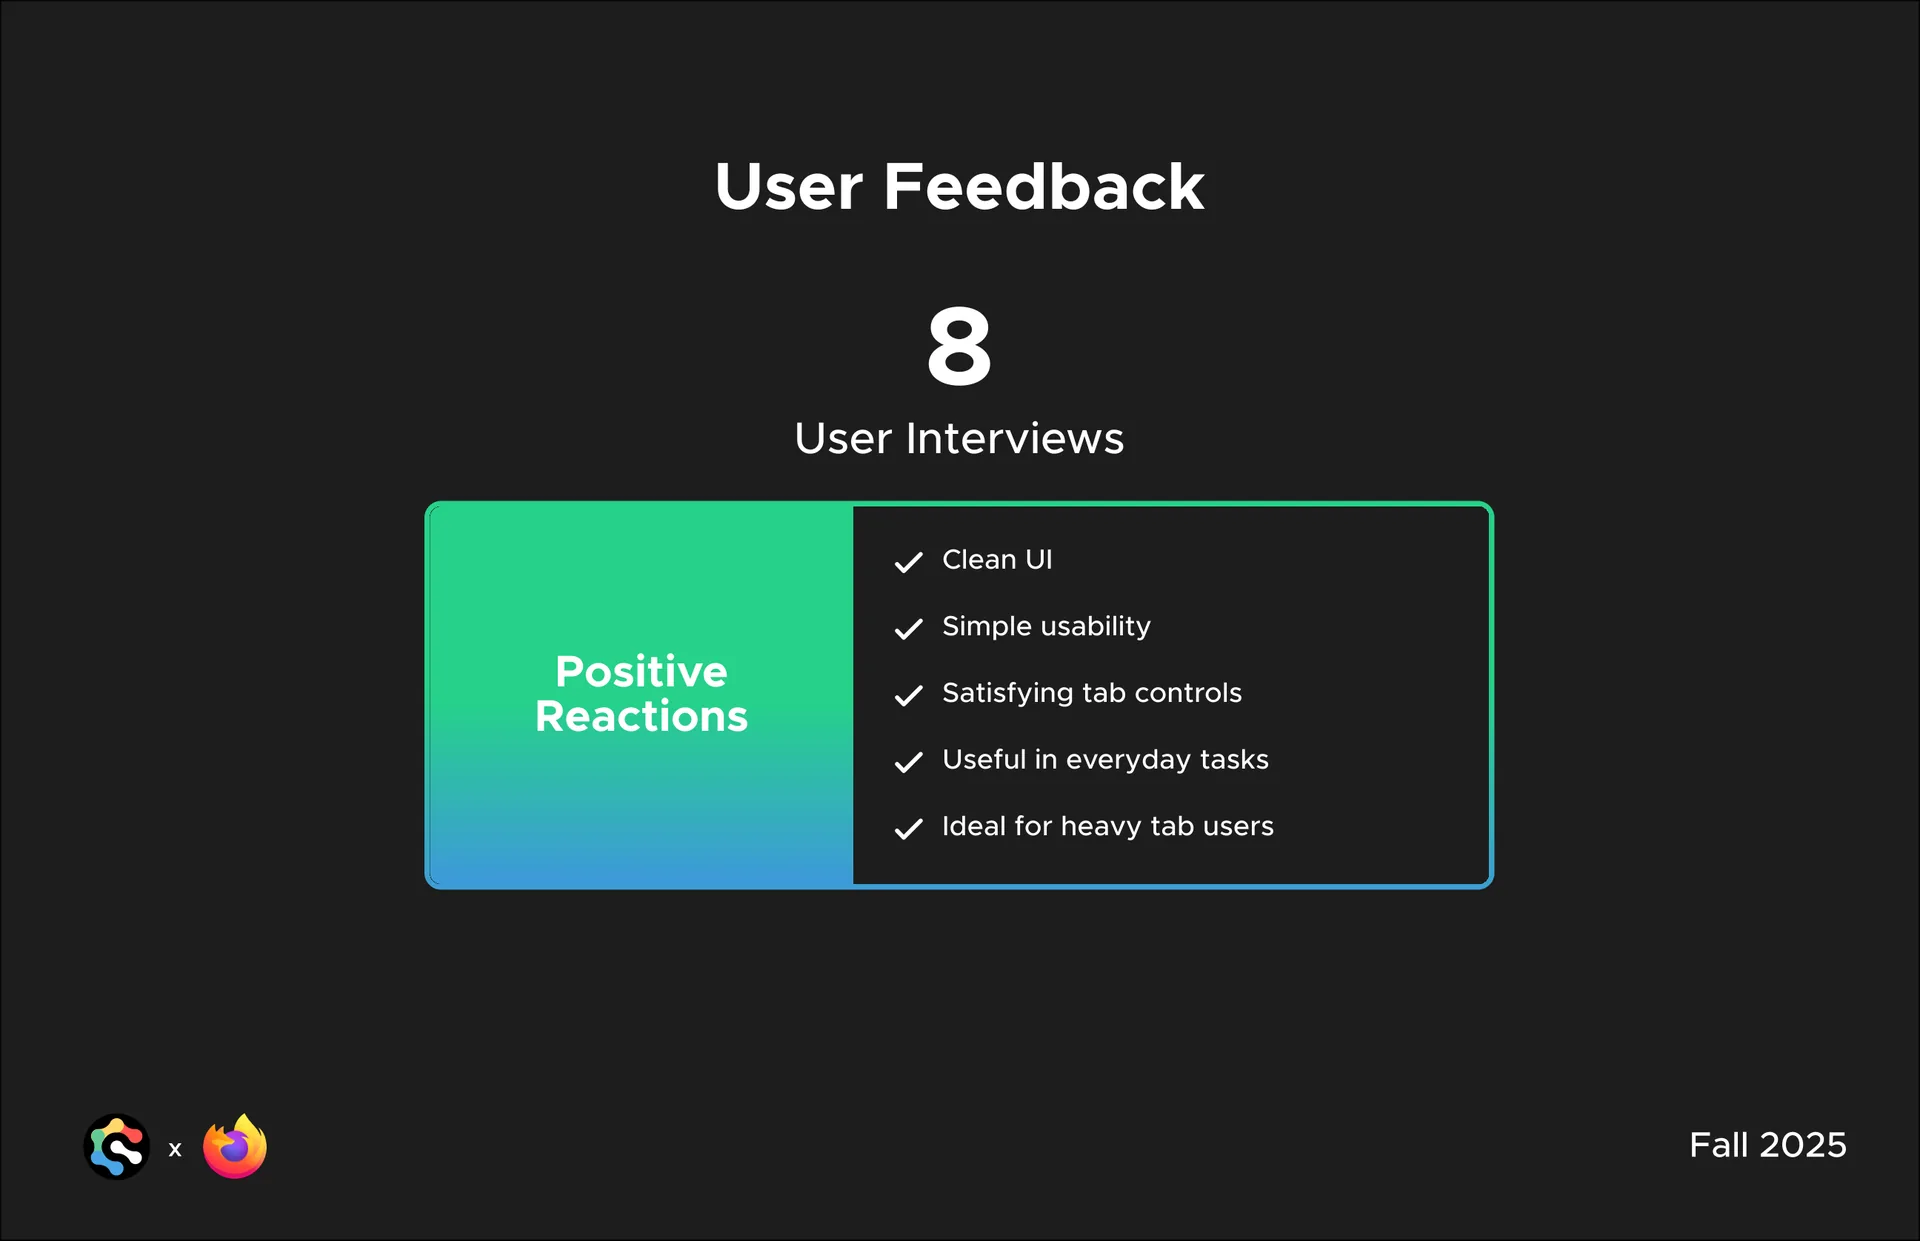 User Feedback
8
User Interviews
Positive
Reactions
Clean UI
Simple usability
Satisfying tab controls
Useful in everyday tasks
Ideal for heavy tab users
x
Fall 2025